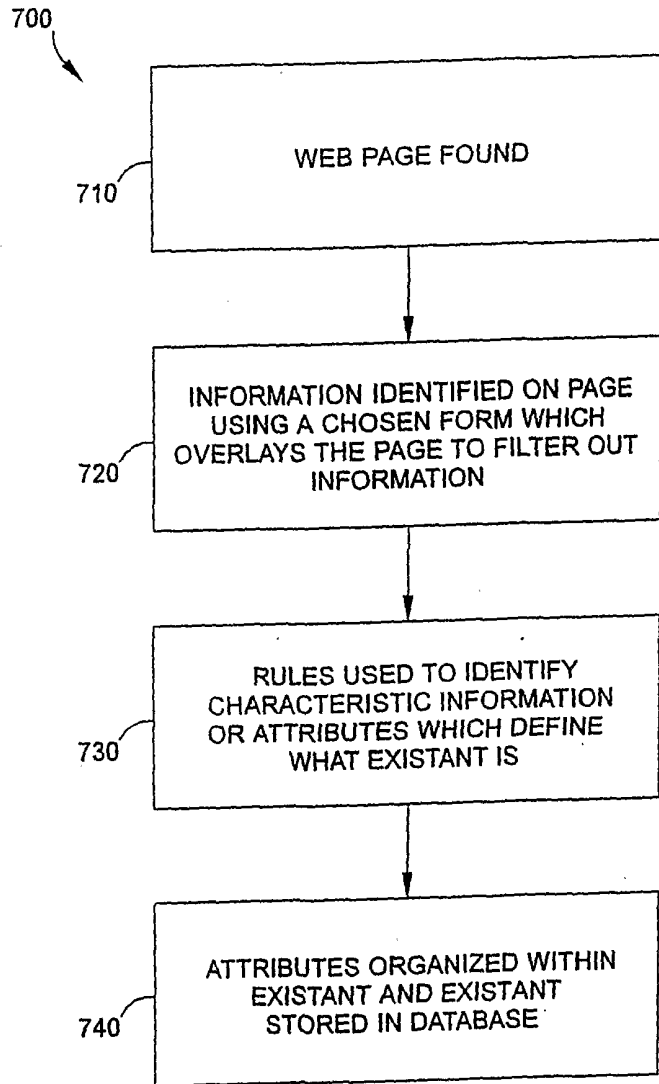 700
WEB PAGE FOUND
710
INFORMATION IDENTIFIED ON PAGE
USING A CHOSEN FORM WHICH
OVERLAYS THE PAGE TO FILTER OUT
INFORMATION
720
RULES USED TO IDENTIFY
CHARACTERISTIC INFORMATION
OR ATTRIBUTES WHICH DEFINE
WHAT EXISTANT IS
730
ATTRIBUTES ORGANIZED WITHIN
EXISTANT AND EXISTANT
STORED IN DATABASE
740